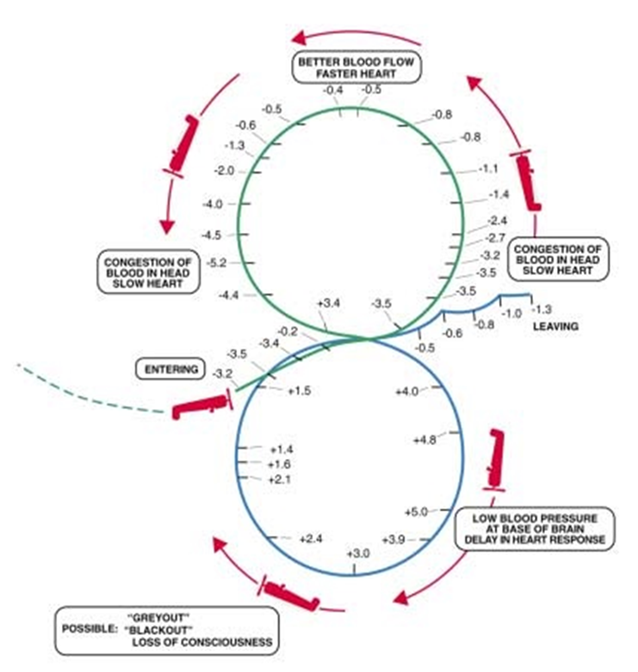 BETTER BLOOD FLOW
FASTER HEART
-0.4
-0.5
-0.5
-0.6
-1.3
-2.0
-4.0
-4.5
-5.2
-4.4
-0.8
-0.8
-1.1
-1.4
-2.4
-2.7
-3.2
-3.5
-3.5
CONGESTION OF
BLOOD IN HEAD
SLOW HEART
CONGESTION OF
BLOOD IN HEAD
SLOW HEART
+3.4
-3.5
-0.2
-3.4
-3.5
-3.2
ENTERING
-0.5
-0.6
-0.8
-1.0
-1.3
LEAVING
+1.5
+1.4
+1.6
+2.1
+2.4
+3.0
+3.9
+5.0
+4.8
+4.0
LOW BLOOD PRESSURE
AT BASE OF BRAIN
DELAY IN HEART RESPONSE
"GREYOUT"
POSSIBLE: "BLACKOUT"
LOSS OF CONSCIOUSNESS